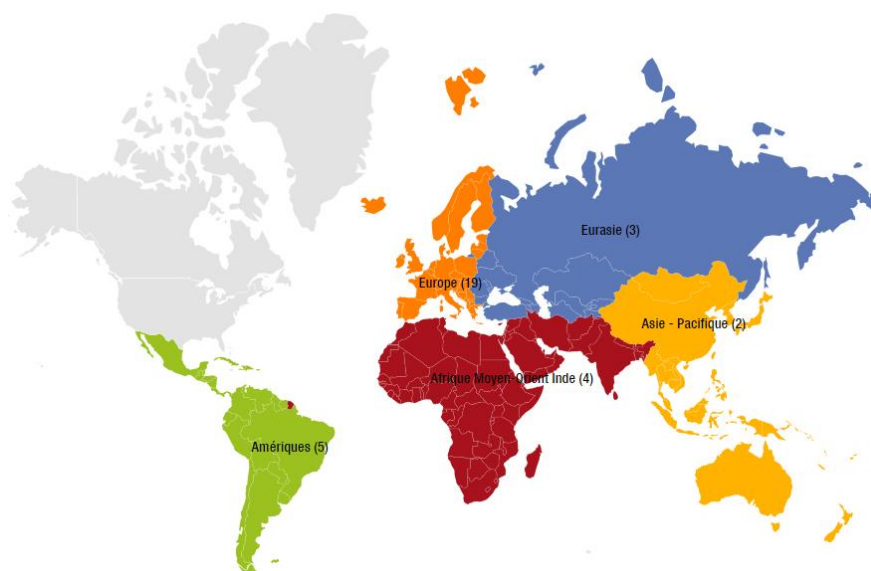 Eurasie (3)
Europe (19)
Asie - Pacifique (2)
Afrique Moyen-Orient Inde (4)
Amériques (5)